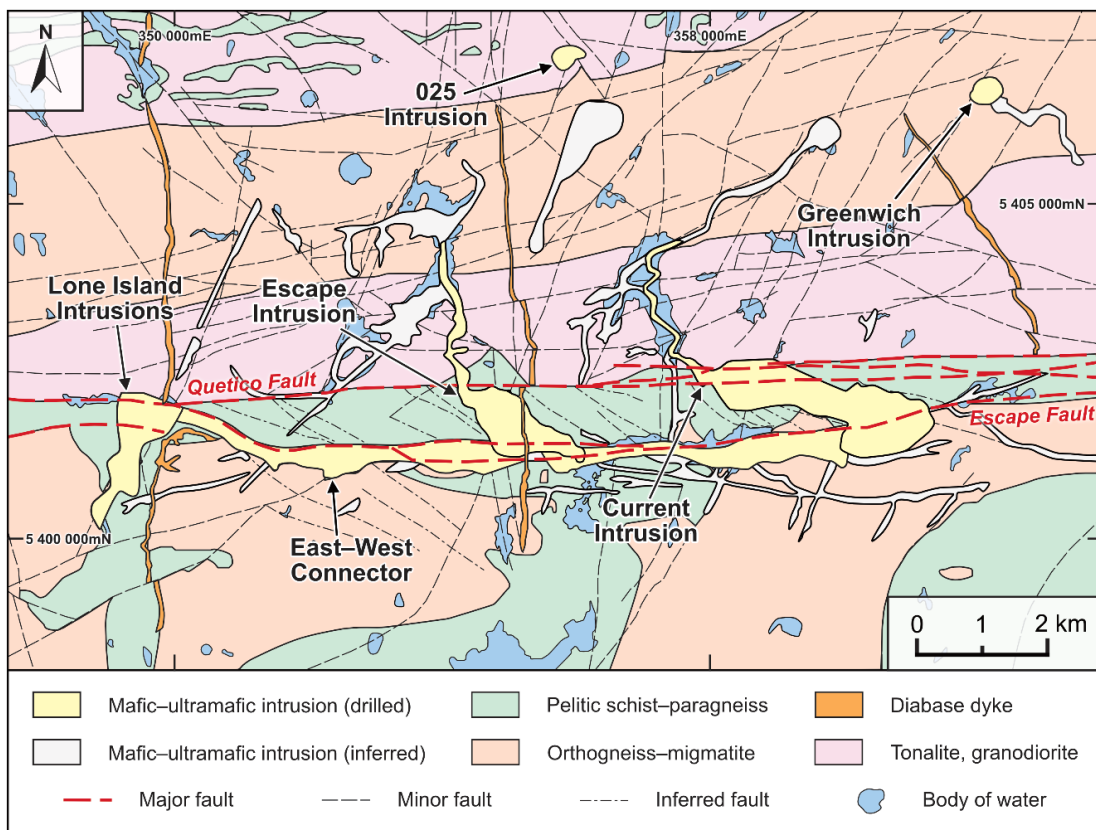 N
350 000mE
358 000mE
025
Intrusion
5 405 000mN
Greenwich
Intrusion
Lone Island
Intrusions
Escape
Intrusion
Quetico Fault
Escape Fault
5 400 000mN
East–West
Connector
Current
Intrusion
0 1 2 km
Mafic–ultramafic intrusion (drilled)
Pelitic schist–paragneiss
Diabase dyke
Mafic–ultramafic intrusion (inferred)
Orthogneiss–migmatite
Tonalite, granodiorite
Major fault
Minor fault
Inferred fault
Body of water